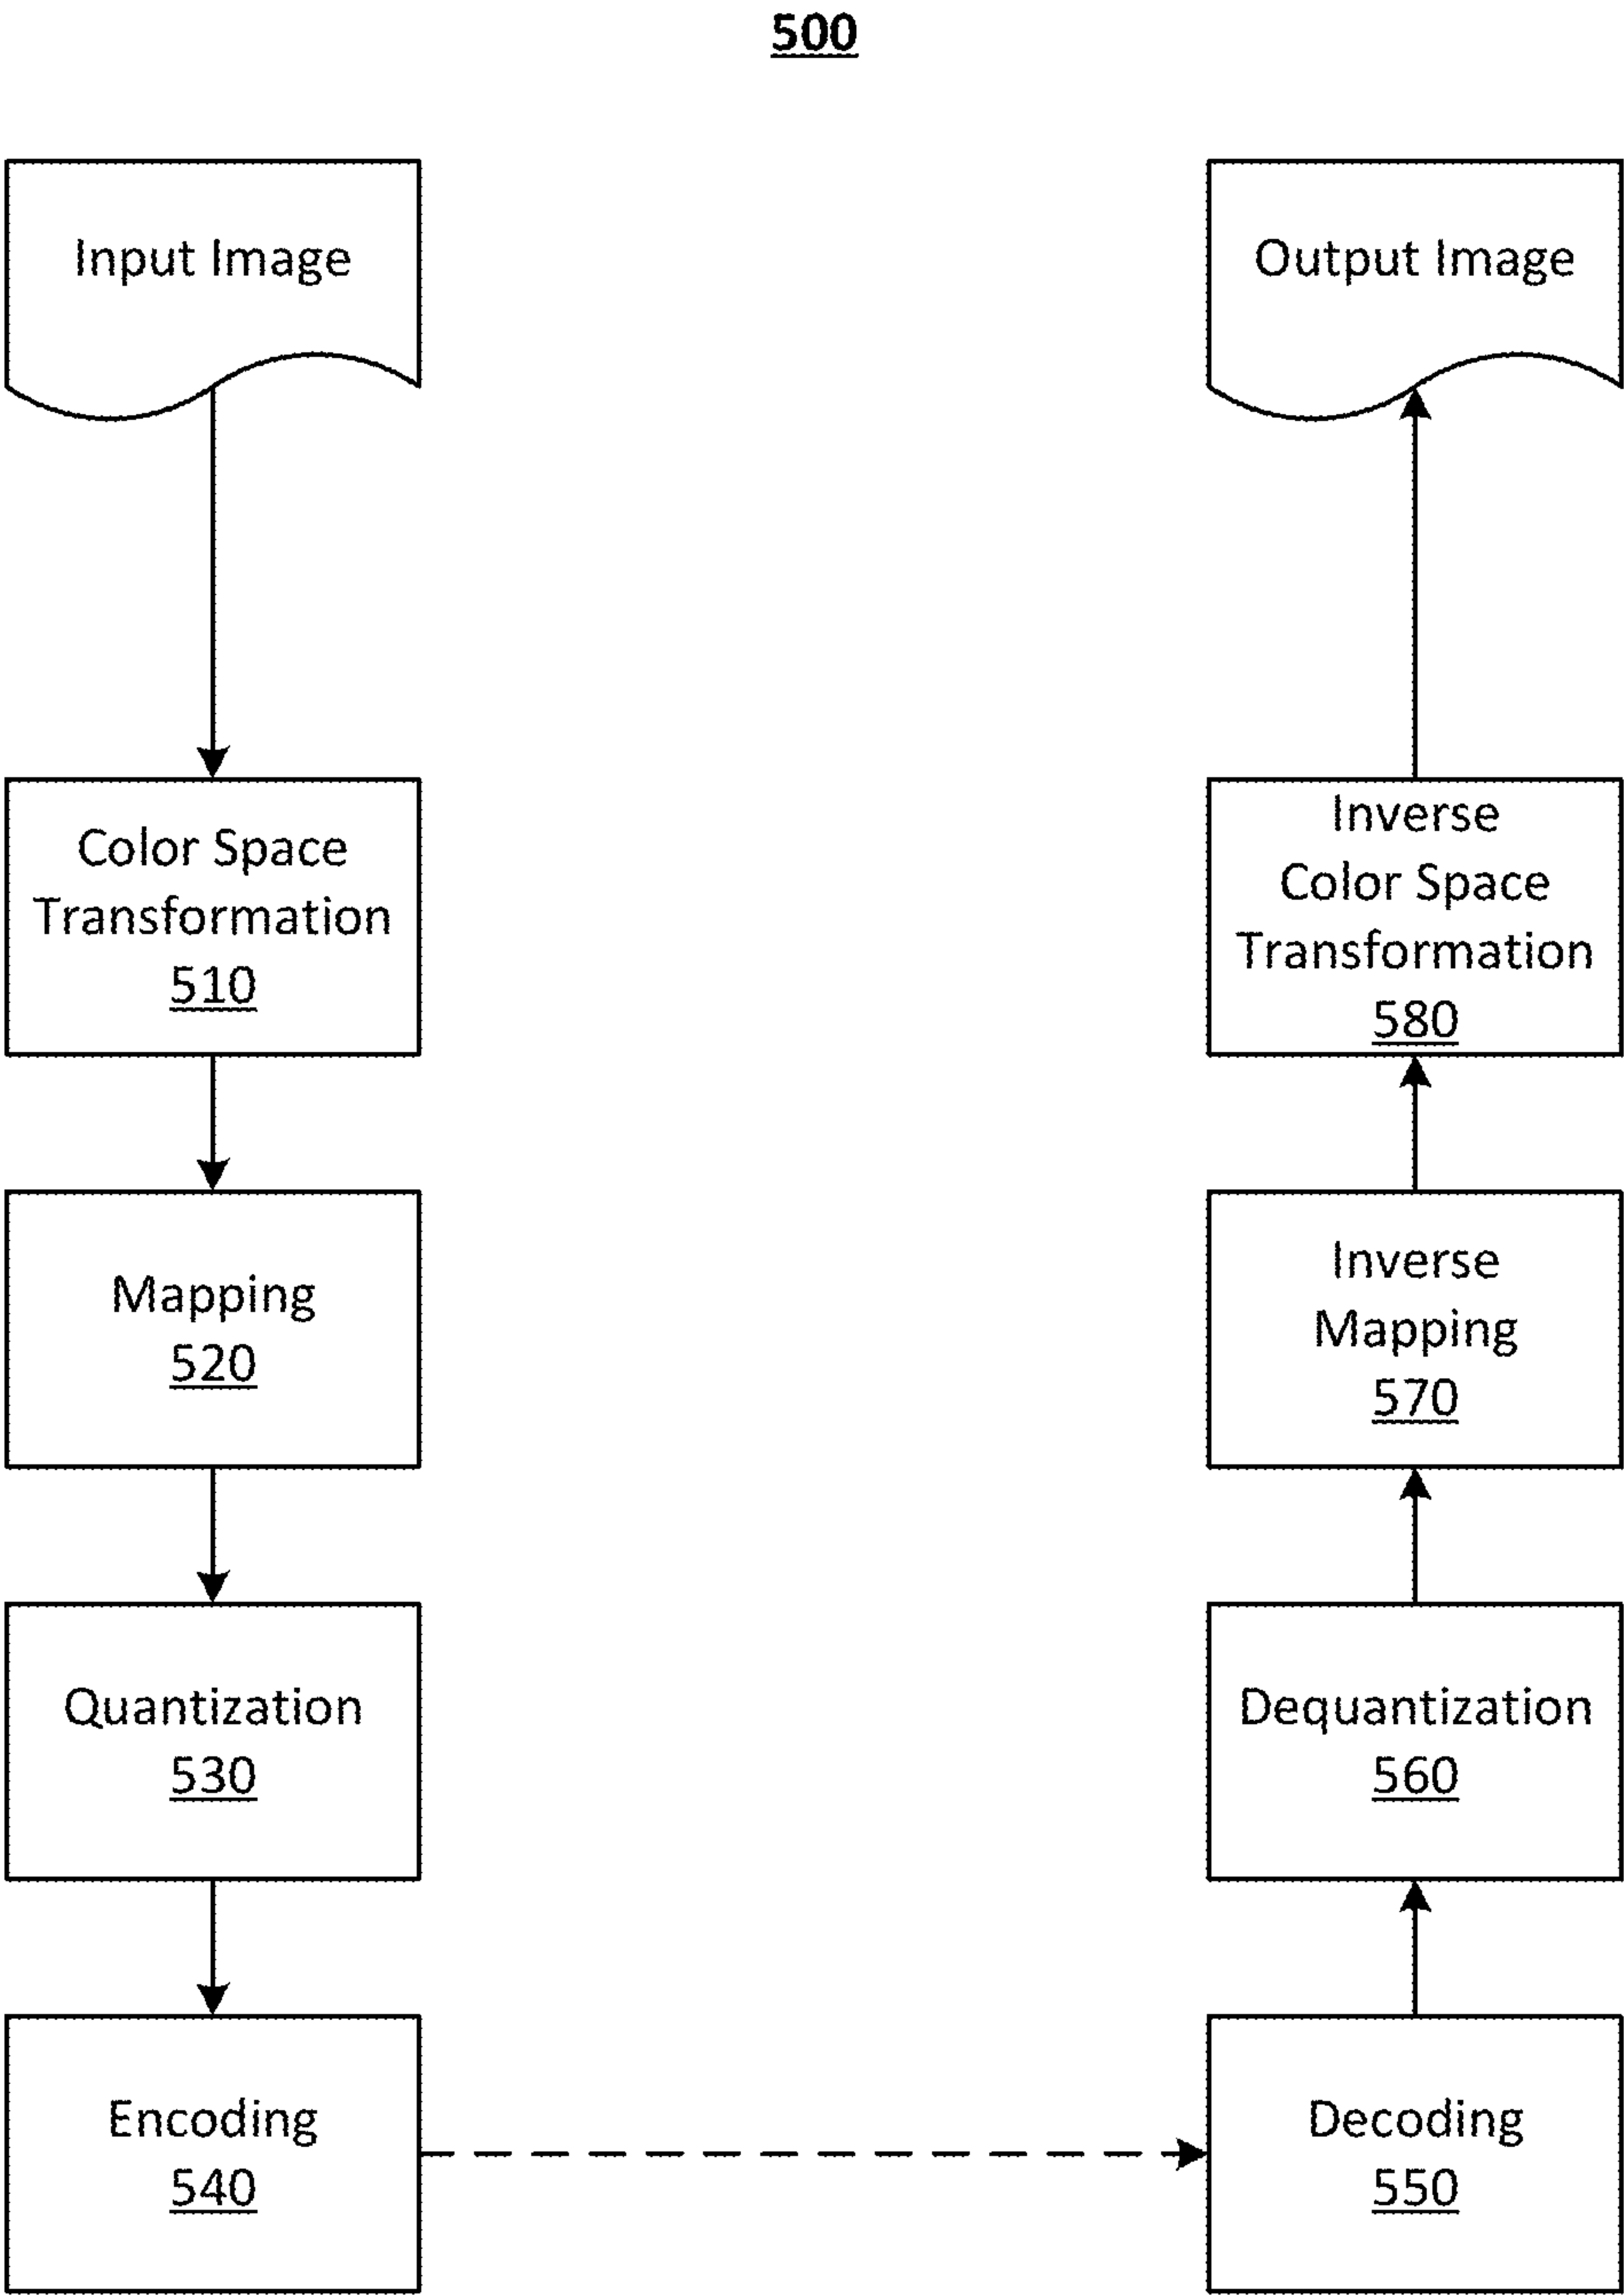 500
Input Image
Color Space
Transformation
510
Mapping
520
Quantization
530
Encoding
540
Output Image
Inverse
Color Space
Transformation
580
Inverse
Mapping
570
Dequantization
560
Decoding
550